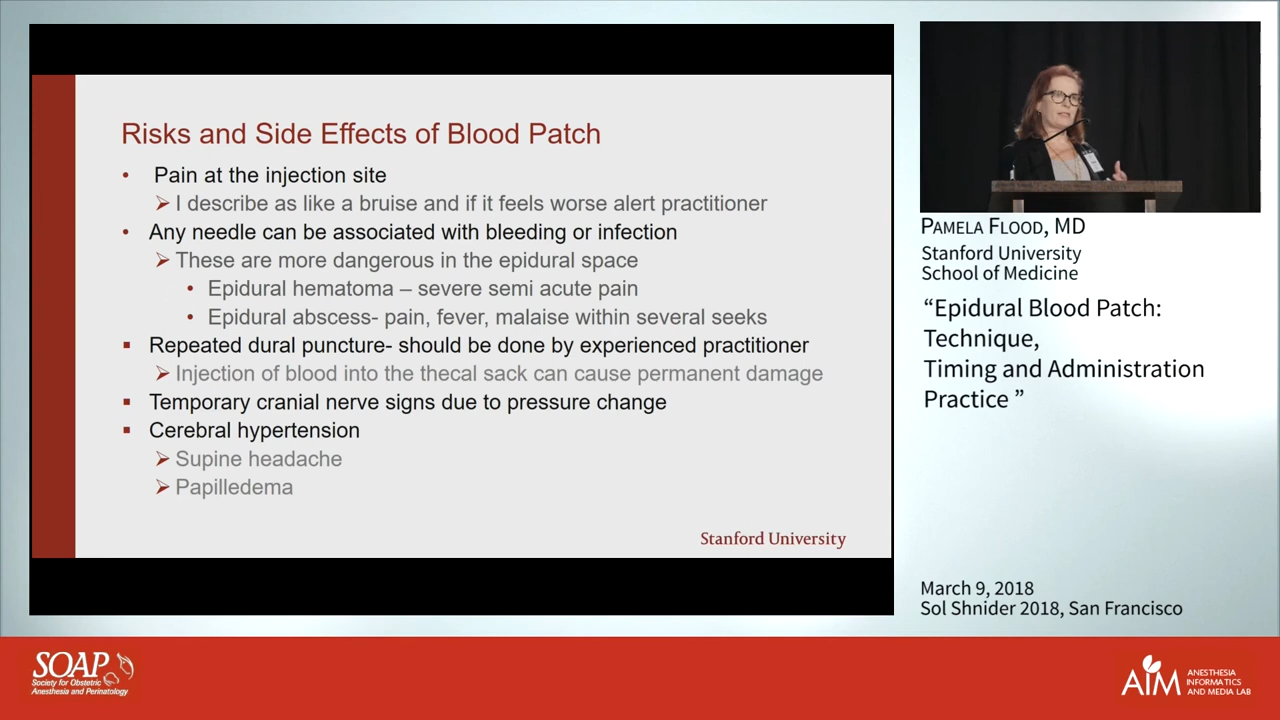 Risks and Side Effects of Blood Patch
• Pain at the injection site
➢ I describe as like a bruise and if it feels worse alert practitioner
• Any needle can be associated with bleeding or infection
➢ These are more dangerous in the epidural space
• Epidural hematoma – severe semi acute pain
• Epidural abscess- pain, fever, malaise within several seeks
▪ Repeated dural puncture- should be done by experienced practitioner
➢ Injection of blood into the thecal sack can cause permanent damage
▪ Temporary cranial nerve signs due to pressure change
▪ Cerebral hypertension
➢ Supine headache
➢ Papilledema
Stanford University
PAMELA FLOOD, MD
Stanford University
School of Medicine
“Epidural Blood Patch:
Technique,
Timing and Administration
Practice ”
March 9, 2018
Sol Shnider 2018, San Francisco
SOAP
Society for Obstetric
Anesthesia and Perinatology
AIM
ANESTHESIA
INFORMATICS
AND MEDIA LAB